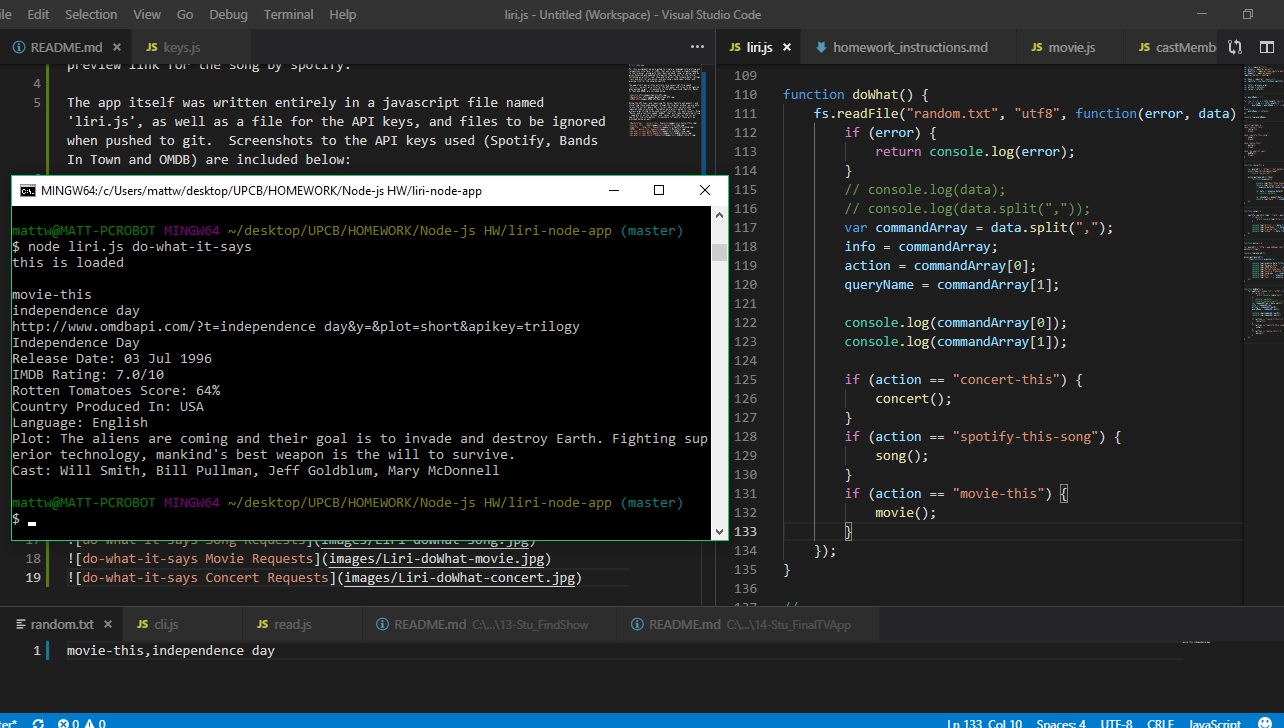 ile Edit Selection View Go Debug Terminal Help
liri.js - Untitled (Workspace) - Visual Studio Code
README.md × JS keys.js ...
preview link for the song by spotify.
4
5 The app itself was written entirely in a javascript file named
'liri.js', as well as a file for the API keys, and files to be ignored
when pushed to git.  Screenshots to the API keys used (Spotify, Bands
In Town and OMDB) are included below:
MINGW64:/c/Users/mattw/desktop/UPCB/HOMEWORK/Node-js HW/liri-node-app
mattw@MATT-PCROBOT MINGW64 ~/desktop/UPCB/HOMEWORK/Node-js HW/liri-node-app (master)
$ node liri.js do-what-it-says
this is loaded
movie-this
independence day
http://www.omdbapi.com/?t=independence day&y=&plot=short&apikey=trilogy
Independence Day
Release Date: 03 Jul 1996
IMDB Rating: 7.0/10
Rotten Tomatoes Score: 64%
Country Produced In: USA
Language: English
Plot: The aliens are coming and their goal is to invade and destroy Earth. Fighting sup
erior technology, mankind's best weapon is the will to survive.
Cast: Will Smith, Bill Pullman, Jeff Goldblum, Mary McDonnell
mattw@MATT-PCROBOT MINGW64 ~/desktop/UPCB/HOMEWORK/Node-js HW/liri-node-app (master)
$
17 ![do-what-it-says Song Requests](images/Liri-doWhat-song.jpg)
18 ![do-what-it-says Movie Requests](images/Liri-doWhat-movie.jpg)
19 ![do-what-it-says Concert Requests](images/Liri-doWhat-concert.jpg)
JS liri.js × homework_instructions.md JS movie.js JS castMemb
109
110 function doWhat() {
111 fs.readFile("random.txt", "utf8", function(error, data)
112 if (error) {
113 return console.log(error);
114 }
115 // console.log(data);
116 // console.log(data.split(","));
117 var commandArray = data.split(",");
118 info = commandArray;
119 action = commandArray[0];
120 queryName = commandArray[1];
121
122 console.log(commandArray[0]);
123 console.log(commandArray[1]);
124
125 if (action == "concert-this") {
126 concert();
127 }
128 if (action == "spotify-this-song") {
129 song();
130 }
131 if (action == "movie-this") {
132 movie();
133 }
134 });
135 }
136
137 //
random.txt × JS cli.js JS read.js README.md C:\...\13-Stu_FindShow README.md C:\...\14-Stu_FinalTVApp
1 movie-this,independence day
ter* 0 0 Ln 133, Col 10 Spaces: 4 UTF-8 CRLF JavaScript